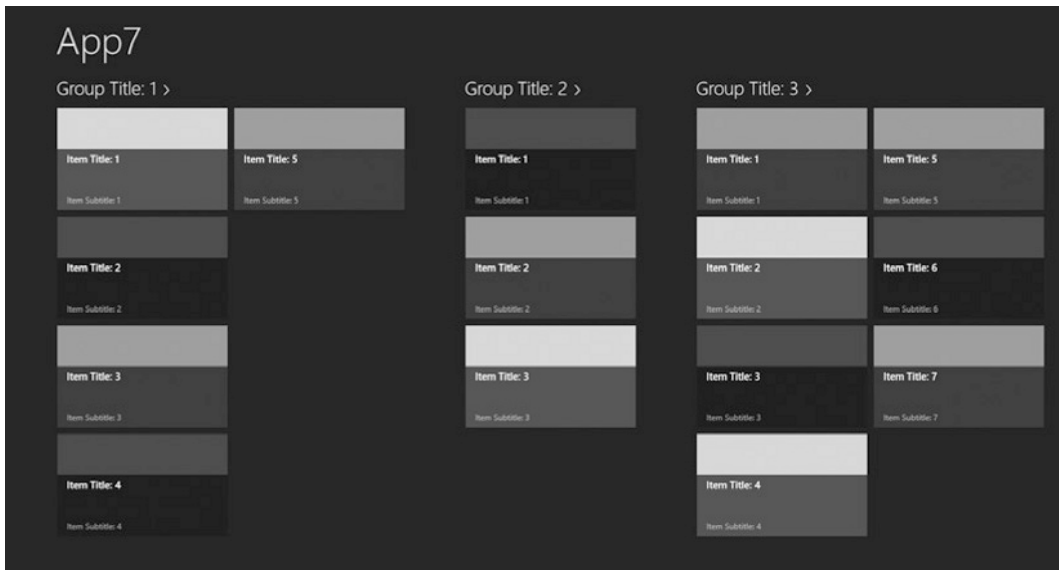 App7
Group Title: 1 >
Item Title: 1
Item Subtitle: 1
Item Title: 2
Item Subtitle: 2
Item Title: 3
Item Subtitle: 3
Item Title: 4
Item Subtitle: 4
Item Title: 5
Item Subtitle: 5
Group Title: 2 >
Item Title: 1
Item Subtitle: 1
Item Title: 2
Item Subtitle: 2
Item Title: 3
Item Subtitle: 3
Group Title: 3 >
Item Title: 1
Item Subtitle: 1
Item Title: 2
Item Subtitle: 2
Item Title: 3
Item Subtitle: 3
Item Title: 4
Item Subtitle: 4
Item Title: 5
Item Subtitle: 5
Item Title: 6
Item Subtitle: 6
Item Title: 7
Item Subtitle: 7